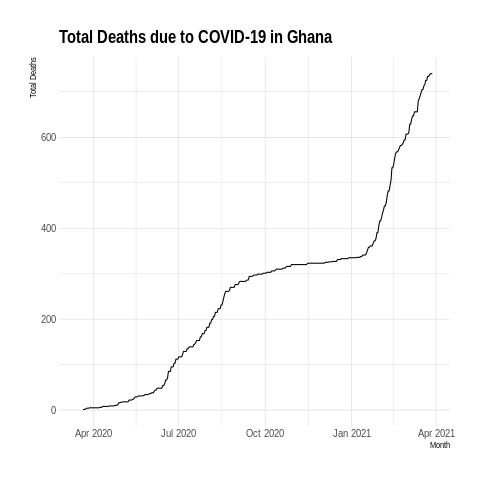 Total Deaths due to COVID-19 in Ghana
Total Deaths
600
400
200
0
Apr 2020
Jul 2020
Oct 2020
Jan 2021
Apr 2021
Month